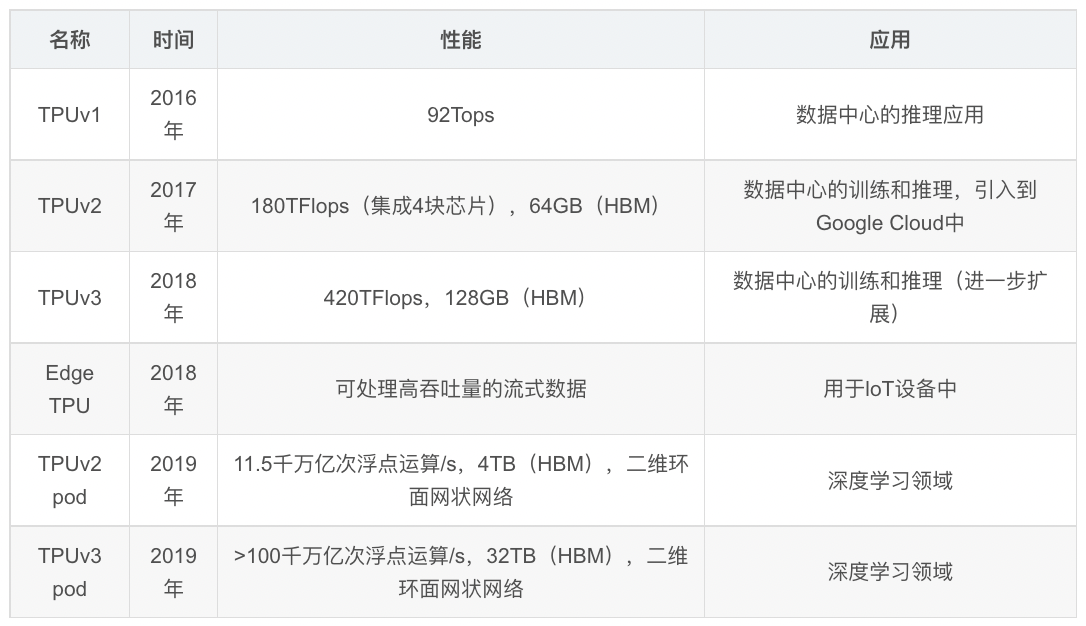 名称 时间 性能 应用
TPUv1 2016年 92Tops 数据中心的推理应用
TPUv2 2017年 180TFlops（集成4块芯片），64GB（HBM） 数据中心的训练和推理，引入到Google Cloud中
TPUv3 2018年 420TFlops，128GB（HBM） 数据中心的训练和推理（进一步扩展）
Edge TPU 2018年 可处理高吞吐量的流式数据 用于IoT设备中
TPUv2 pod 2019年 11.5千万亿次浮点运算/s，4TB（HBM），二维环面网状网络 深度学习领域
TPUv3 pod 2019年 >100千万亿次浮点运算/s，32TB（HBM），二维环面网状网络 深度学习领域